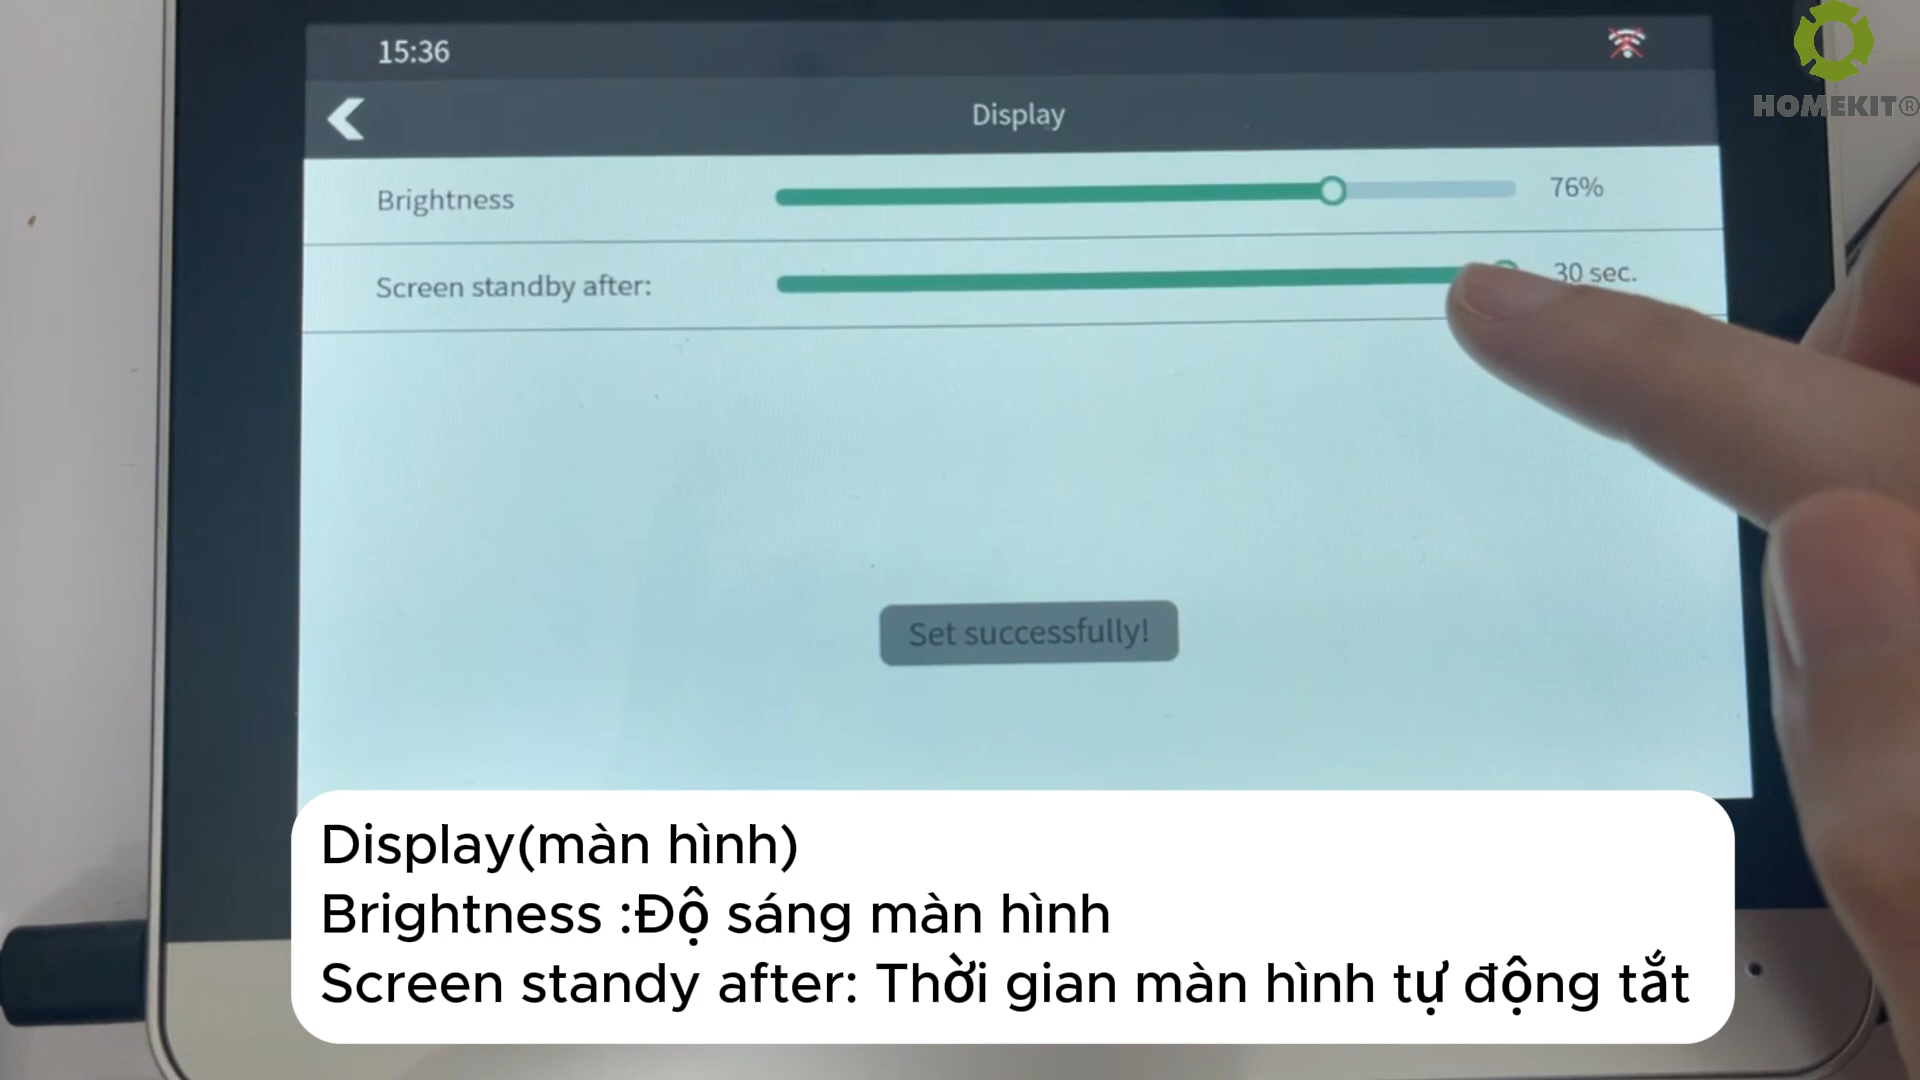 15:36
HOMEKIT®
Display
Brightness
76%
Screen standby after:
30 sec.
Set successfully!
Display(màn hình)
Brightness :Độ sáng màn hình
Screen standy after: Thời gian màn hình tự động tắt